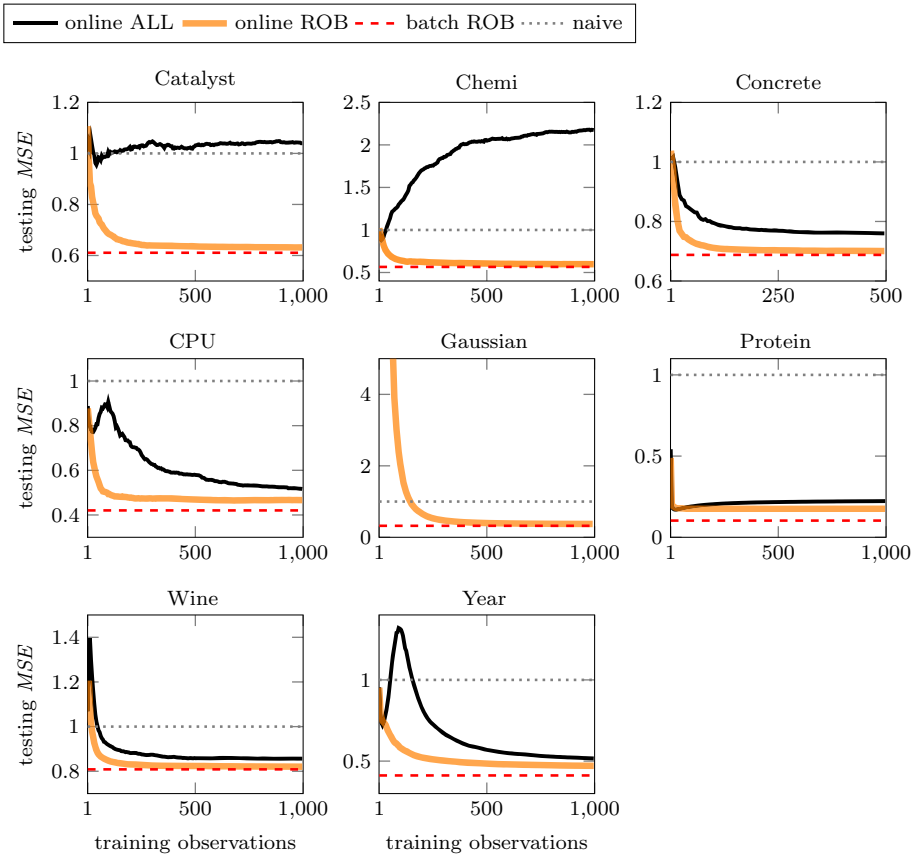 online ALL online ROB batch ROB naive
Catalyst Chemi Concrete
testing MSE
1.2
1
0.8
0.6
1 500 1,000
2.5
2
1.5
1
0.5
1 500 1,000
1.2
1
0.8
0.6
1 250 500
CPU Gaussian Protein
testing MSE
1
0.8
0.6
0.4
1 500 1,000
4
2
0
1 500 1,000
1
0.5
0
1 500 1,000
Wine Year
testing MSE
1.4
1.2
1
0.8
1 500 1,000
1
0.5
1 500 1,000
training observations training observations